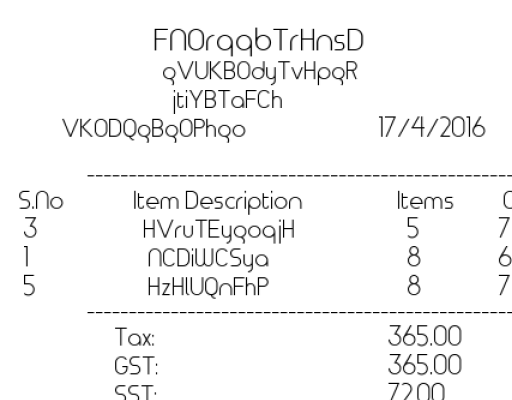 FNOrqqbTrHnsD
qVUKBOdyTvHpqR
jtiYBTaFCh
VKODQqBqOPhqo 17/4/2016
S.No Item Description Items
3 HVruTEyqoqjH 5 7
1 NCDiWCSya 8 6
5 HzHlUQnFhP 8 7
Tax: 365.00
GST: 365.00
SST: 72.00